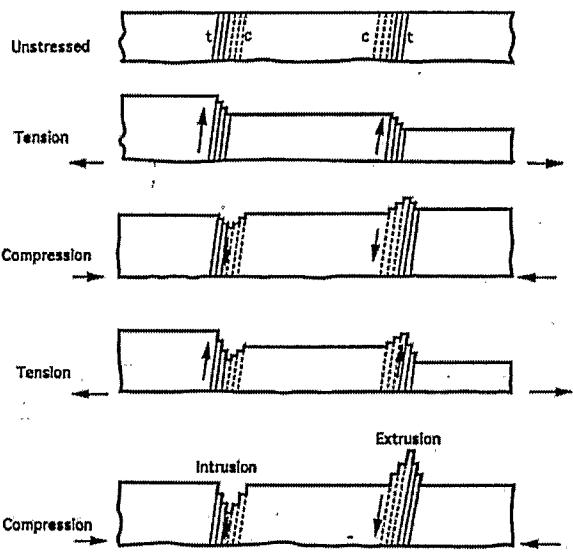 Unstressed
t c c t
Tension
Compression
Tension
Intrusion Extrusion
Compression